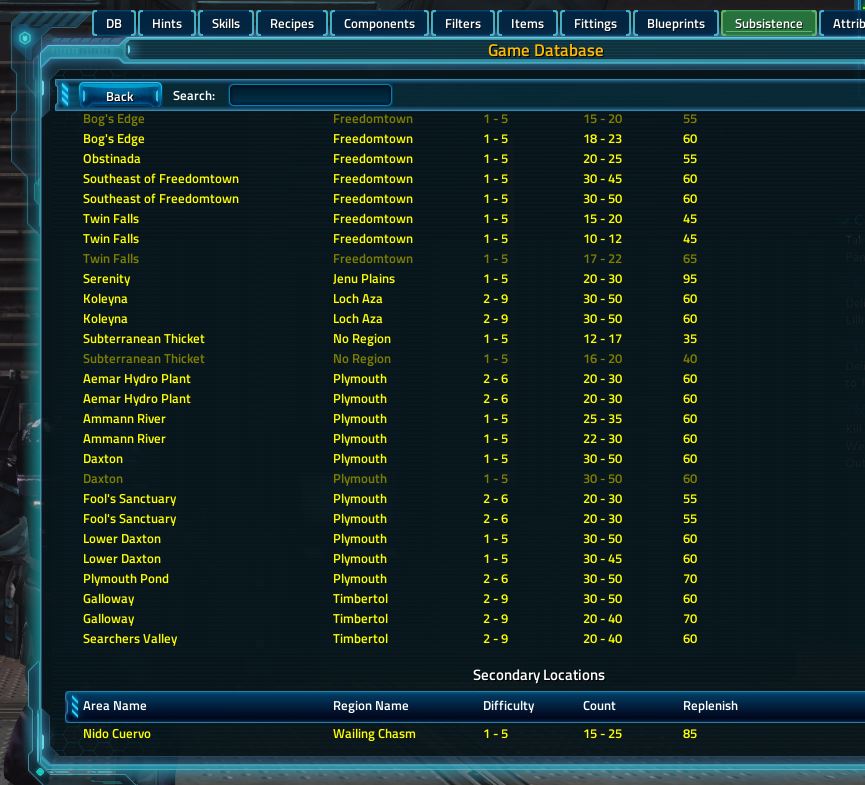 DB Hints Skills Recipes Components Filters Items Fittings Blueprints Subsistence Attrib
Game Database
Back Search:
Bog's Edge Freedomtown 1 - 5 15 - 20 55
Bog's Edge Freedomtown 1 - 5 18 - 23 60
Obstinada Freedomtown 1 - 5 20 - 25 55
Southeast of Freedomtown Freedomtown 1 - 5 30 - 45 60
Southeast of Freedomtown Freedomtown 1 - 5 30 - 50 60
Twin Falls Freedomtown 1 - 5 15 - 20 45
Twin Falls Freedomtown 1 - 5 10 - 12 45
Twin Falls Freedomtown 1 - 5 17 - 22 65
Serenity Jenu Plains 1 - 5 20 - 30 95
Koleyna Loch Aza 2 - 9 30 - 50 60
Koleyna Loch Aza 2 - 9 30 - 50 60
Subterranean Thicket No Region 1 - 5 12 - 17 35
Subterranean Thicket No Region 1 - 5 16 - 20 40
Aemar Hydro Plant Plymouth 2 - 6 20 - 30 60
Aemar Hydro Plant Plymouth 2 - 6 20 - 30 60
Ammann River Plymouth 1 - 5 25 - 35 60
Ammann River Plymouth 1 - 5 22 - 30 60
Daxton Plymouth 1 - 5 30 - 50 60
Daxton Plymouth 1 - 5 30 - 50 60
Fool's Sanctuary Plymouth 2 - 6 20 - 30 55
Fool's Sanctuary Plymouth 2 - 6 20 - 30 55
Lower Daxton Plymouth 1 - 5 30 - 50 60
Lower Daxton Plymouth 1 - 5 30 - 45 60
Plymouth Pond Plymouth 2 - 6 30 - 50 70
Galloway Timbertol 2 - 9 30 - 50 60
Galloway Timbertol 2 - 9 20 - 40 70
Searchers Valley Timbertol 2 - 9 20 - 40 60
Secondary Locations
Area Name Region Name Difficulty Count Replenish
Nido Cuervo Wailing Chasm 1 - 5 15 - 25 85